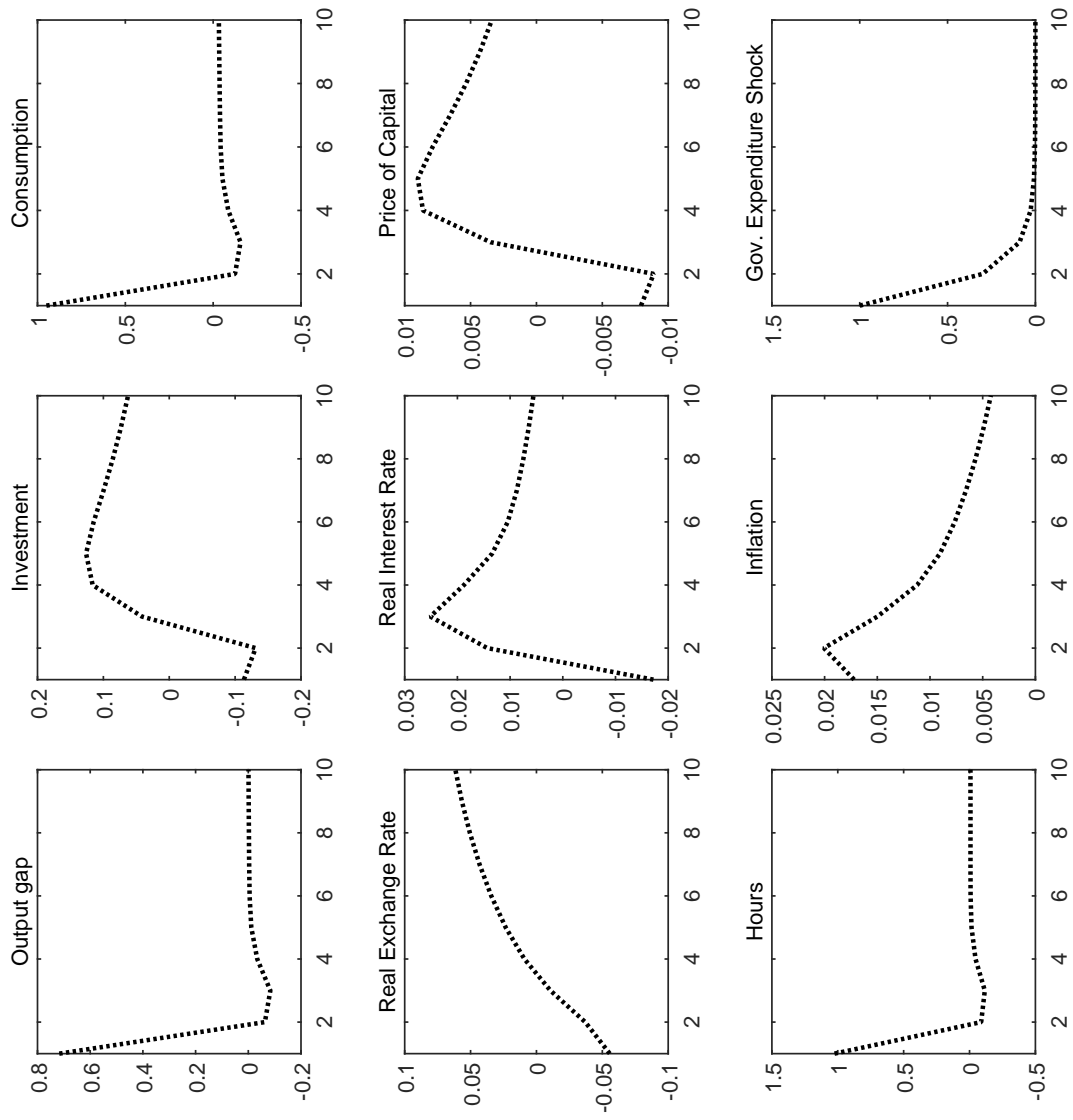 Output gap
0.8
0.6
0.4
0.2
0
-0.2
2 4 6 8 10
Investment
0.2
0.1
0
-0.1
-0.2
2 4 6 8 10
Consumption
1
0.5
0
-0.5
2 4 6 8 10
Real Exchange Rate
0.1
0.05
0
-0.05
-0.1
2 4 6 8 10
Real Interest Rate
0.03
0.02
0.01
0
-0.01
-0.02
2 4 6 8 10
Price of Capital
0.01
0.005
0
-0.005
-0.01
2 4 6 8 10
Hours
1.5
1
0.5
0
-0.5
2 4 6 8 10
Inflation
0.025
0.02
0.015
0.01
0.005
0
2 4 6 8 10
Gov. Expenditure Shock
1.5
1
0.5
0
2 4 6 8 10